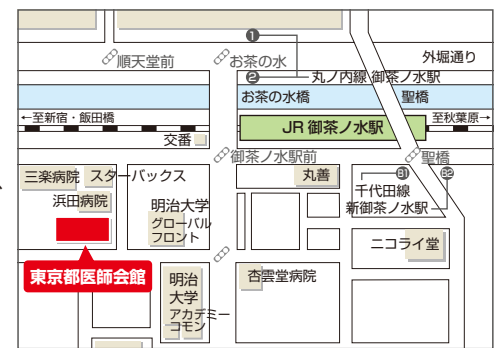 ❶
順天堂前
お茶の水
外堀通り
❷
丸ノ内線 御茶ノ水駅
お茶の水橋
聖橋
←至新宿・飯田橋
JR 御茶ノ水駅
至秋葉原→
交番
御茶ノ水駅前
聖橋
三楽病院
スターバックス
丸善
B1
B2
浜田病院
明治大学
グローバル
フロント
千代田線
新御茶ノ水駅
ニコライ堂
東京都医師会館
明治
大学
アカデミー
コモン
杏雲堂病院